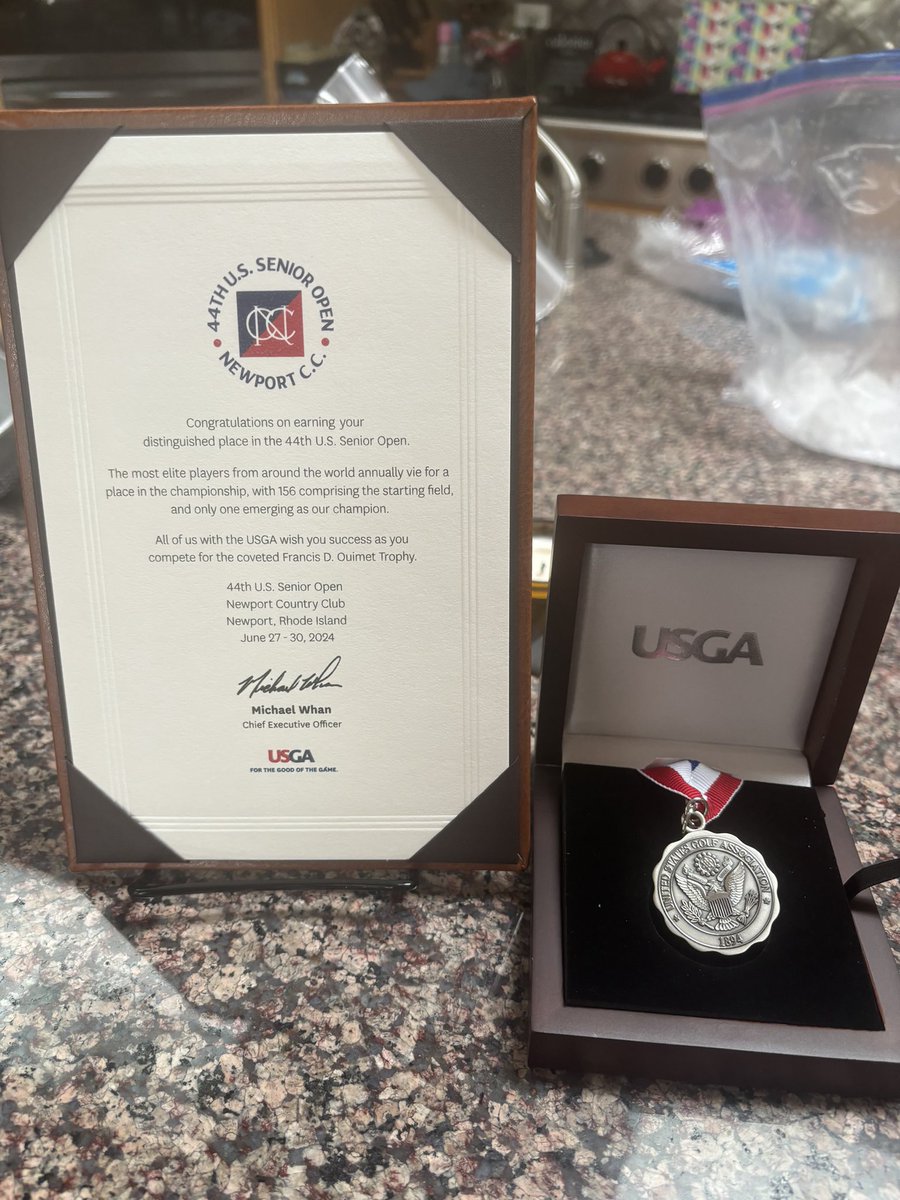 44TH U.S. SENIOR OPEN
NEWPORT C.C.
Congratulations on earning your
distinguished place in the 44th U.S. Senior Open.
The most elite players from around the world annually vie for a
place in the championship, with 156 comprising the starting field,
and only one emerging as our champion.
All of us with the USGA wish you success as you
compete for the coveted Francis D. Ouimet Trophy.
44th U.S. Senior Open
Newport Country Club
Newport, Rhode Island
June 27 - 30, 2024
Michael Whan
Michael Whan
Chief Executive Officer
USGA
FOR THE GOOD OF THE GAME.
USGA
UNITED STATES GOLF ASSOCIATION
1894